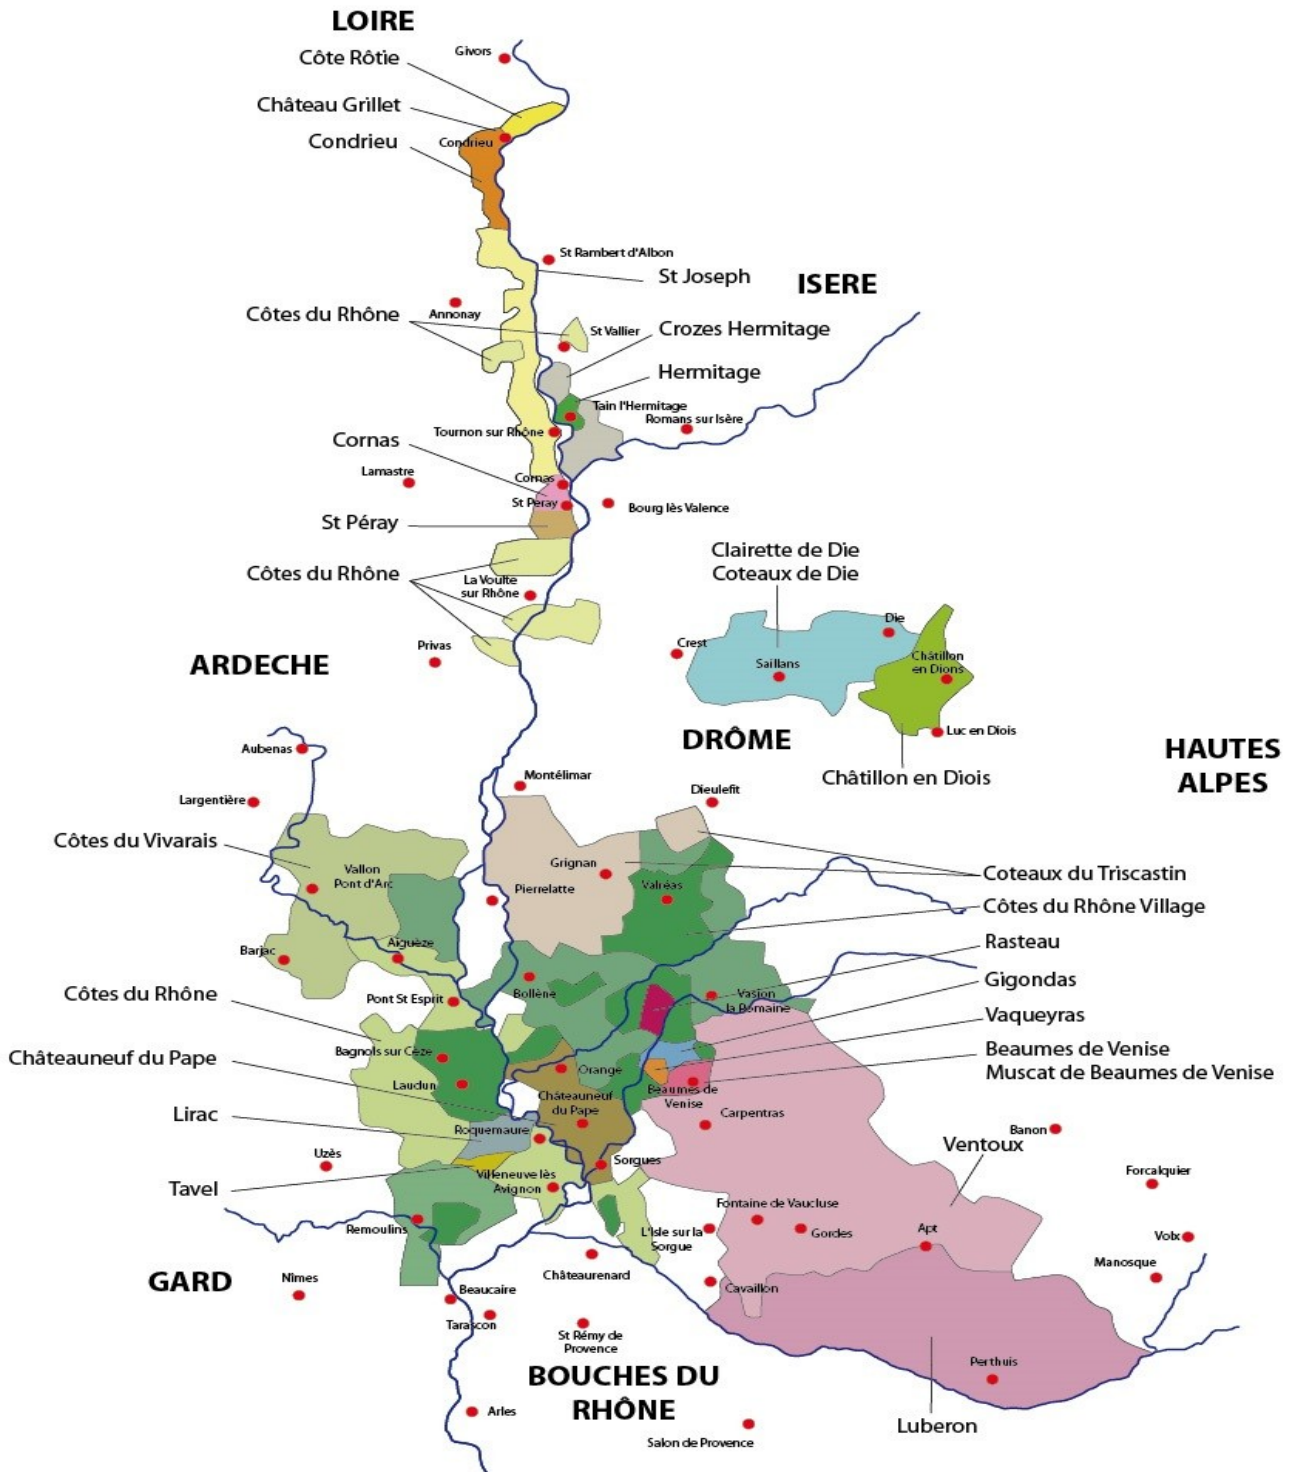 LOIRE
Givors
Côte Rôtie
Château Grillet
Condrieu
Condrieu
St Rambert d'Albon
St Joseph
ISERE
Annonay
Côtes du Rhône
St Vallier
Crozes Hermitage
Hermitage
Tain l'Hermitage
Romans sur Isère
Tournon sur Rhône
Cornas
Lamastre
Cornas
St Péray
Bourg lès Valence
St Péray
Clairette de Die
Coteaux de Die
Côtes du Rhône
La Voulte
sur Rhône
Die
Crest
Privas
ARDECHE
Saillans
Châtillon
en Dions
Luc en Diois
DRÔME
HAUTES
ALPES
Aubenas
Châtillon en Diois
Montélimar
Dieulefit
Largentière
Côtes du Vivarais
Vallon
Pont d'Arc
Grignan
Pierrelatte
Valréas
Coteaux du Triscastin
Côtes du Rhône Village
Rasteau
Barjac
Aiguèze
Gigondas
Côtes du Rhône
Pont St Esprit
Bollène
Vasion
la Romaine
Vaqueyras
Bagnols sur Cèze
Châteauneuf du Pape
Beaumes de Venise
Muscat de Beaumes de Venise
Orange
Laudun
Châteauneuf
du Pape
Beaumes de
Venise
Lirac
Carpentras
Roquemaure
Banon
Ventoux
Uzès
Sorgues
Forcalquier
Tavel
Villeneuve lès
Avignon
Fontaine de Vaucluse
Remoulins
L'Isle sur la
Sorgue
Gordes
Apt
Volx
Manosque
GARD
Nîmes
Châteaurenard
Beaucaire
Cavaillon
Tarascon
St Rémy de
Provence
Perthuis
BOUCHES DU
RHÔNE
Arles
Luberon
Salon de Provence